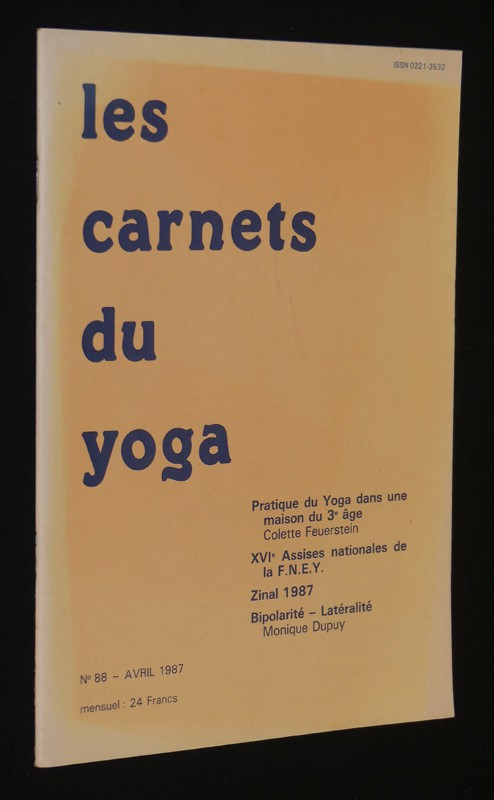 ISSN 0221-3532
les
carnets
du
yoga
Pratique du Yoga dans une
maison du 3e âge
Colette Feuerstein
XVIe Assises nationales de
la F.N.E.Y.
Zinal 1987
Bipolarité – Latéralité
Monique Dupuy
N° 88 – AVRIL 1987
mensuel : 24 Francs